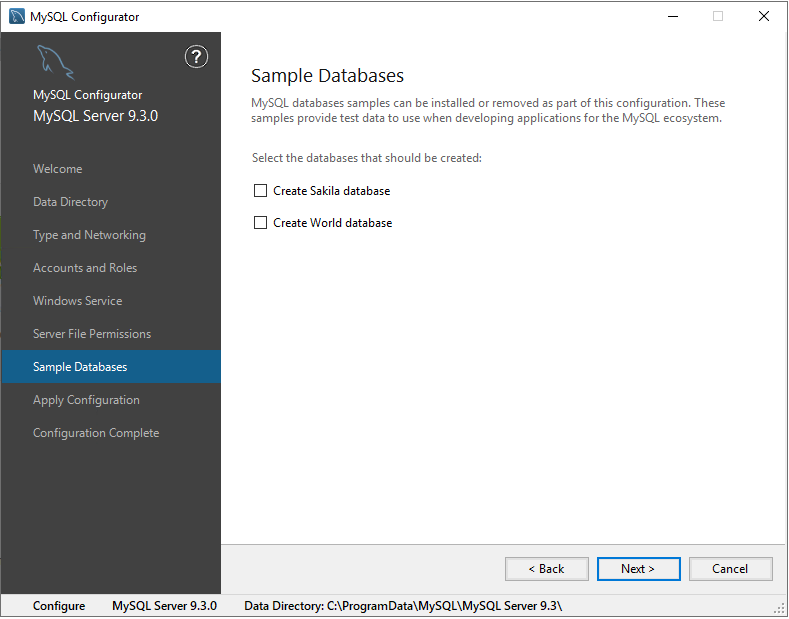 MySQL Configurator
?
MySQL Configurator
MySQL Server 9.3.0
Welcome
Data Directory
Type and Networking
Accounts and Roles
Windows Service
Server File Permissions
Sample Databases
Apply Configuration
Configuration Complete
Sample Databases
MySQL databases samples can be installed or removed as part of this configuration. These
samples provide test data to use when developing applications for the MySQL ecosystem.
Select the databases that should be created:
Create Sakila database
Create World database
< Back Next > Cancel
Configure MySQL Server 9.3.0 Data Directory: C:\ProgramData\MySQL\MySQL Server 9.3\